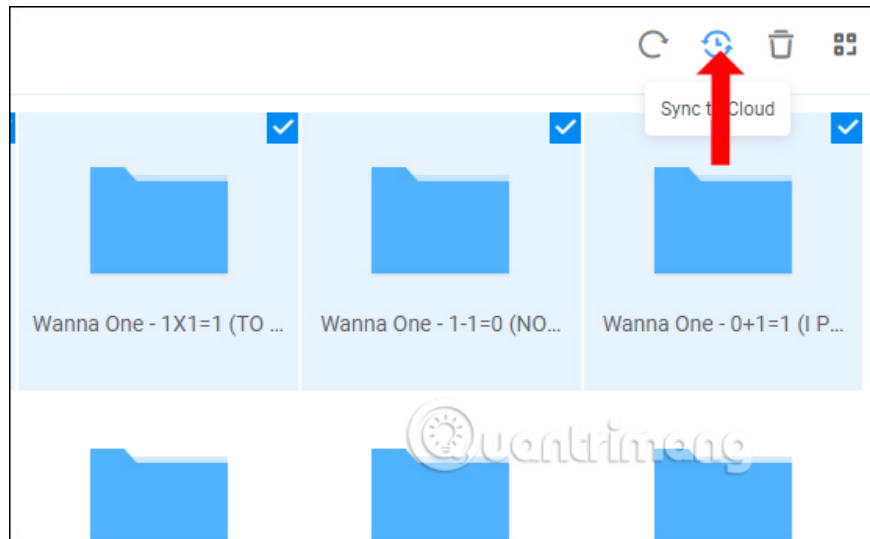 Sync to Cloud
Wanna One - 1X1=1 (TO ...
Wanna One - 1-1=0 (NO...
Wanna One - 0+1=1 (I P...
Quantrimang